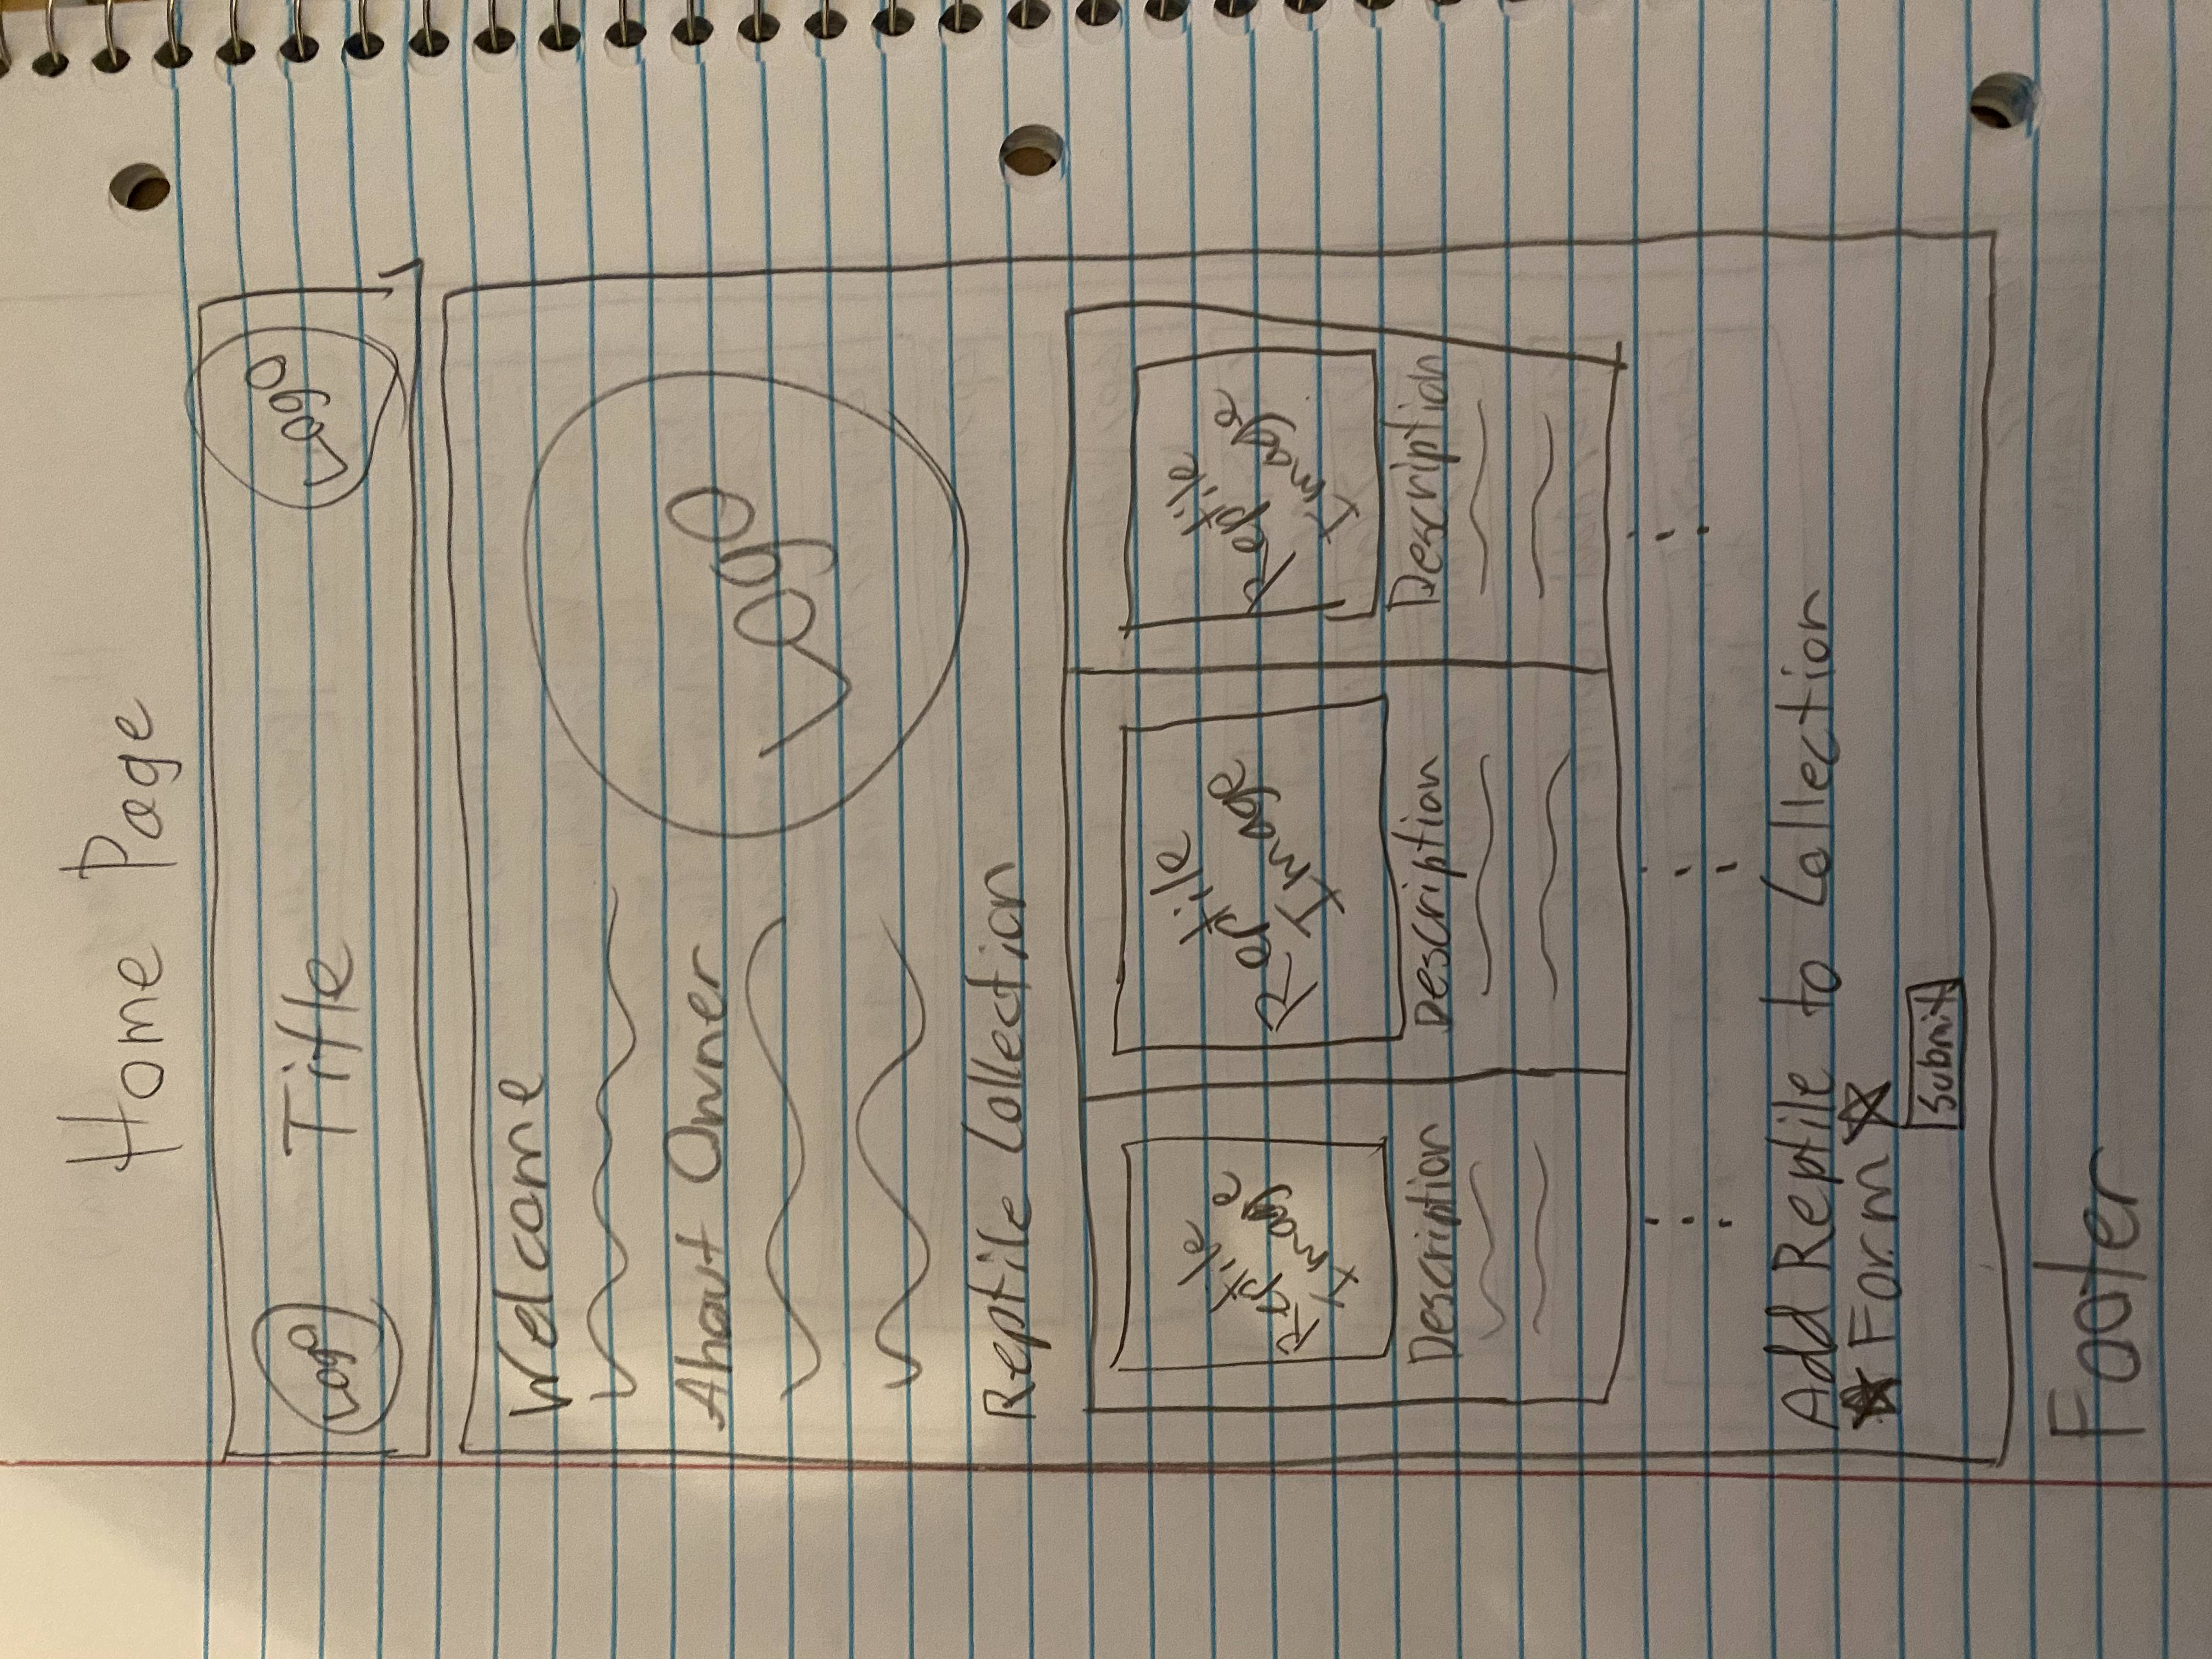 Home Page
Logo Title Logo
Welcome
About Owner
Logo
Reptile Collection
Reptile Image
Reptile Image
Reptile Image
Description Description Description
Add Reptile to Collection
Form
Submit
Footer